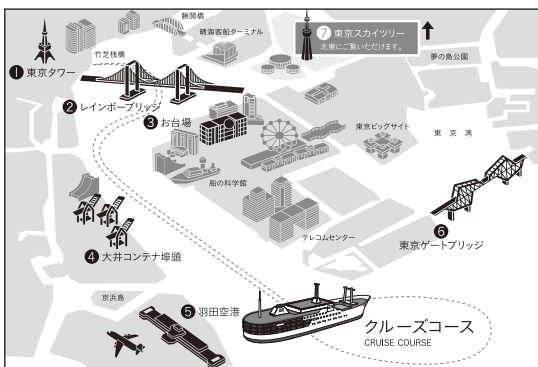 勝鬨橋
晴海客船ターミナル
❼ 東京スカイツリー
北東にご覧いただけます。
夢の島公園
竹芝桟橋
❶ 東京タワー
❷ レインボーブリッジ
❸ お台場
東京ビッグサイト
東京湾
船の科学館
テレコムセンター
❻
東京ゲートブリッジ
❹ 大井コンテナ埠頭
京浜島
❺ 羽田空港
クルーズコース
CRUISE COURSE